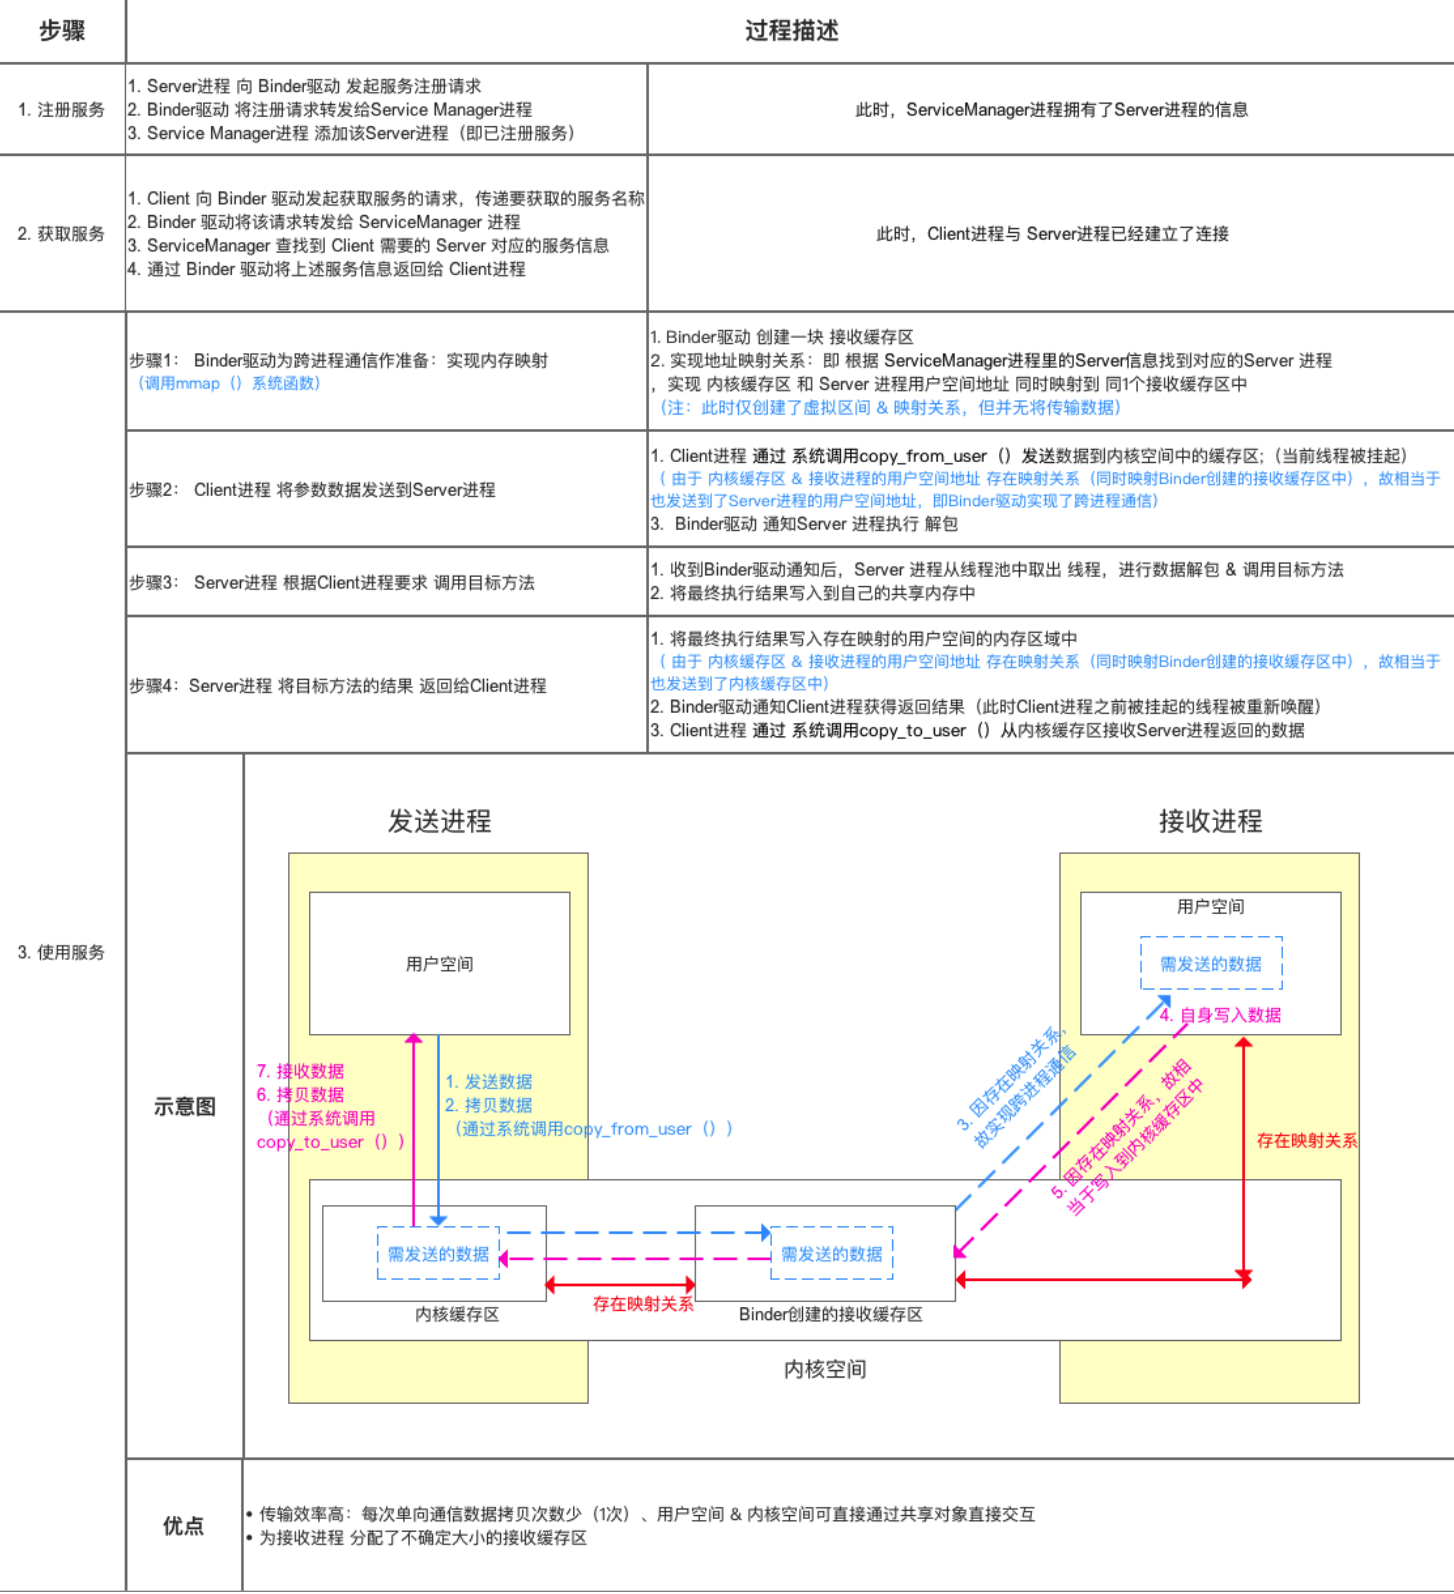 步骤
过程描述
1. 注册服务
1. Server进程 向 Binder驱动 发起服务注册请求
2. Binder驱动 将注册请求转发给Service Manager进程
3. Service Manager进程 添加该Server进程（即已注册服务）
此时，ServiceManager进程拥有了Server进程的信息
2. 获取服务
1. Client 向 Binder 驱动发起获取服务的请求，传递要获取的服务名称
2. Binder 驱动将该请求转发给 ServiceManager 进程
3. ServiceManager 查找到 Client 需要的 Server 对应的服务信息
4. 通过 Binder 驱动将上述服务信息返回给 Client进程
此时，Client进程与 Server进程已经建立了连接
3. 使用服务
步骤1： Binder驱动为跨进程通信作准备：实现内存映射
（调用mmap（）系统函数）
1. Binder驱动 创建一块 接收缓存区
2. 实现地址映射关系：即 根据 ServiceManager进程里的Server信息找到对应的Server 进程
，实现 内核缓存区 和 Server 进程用户空间地址 同时映射到 同1个接收缓存区中
（注：此时仅创建了虚拟区间 & 映射关系，但并无将传输数据）
步骤2： Client进程 将参数数据发送到Server进程
1. Client进程 通过 系统调用copy_from_user（）发送数据到内核空间中的缓存区;（当前线程被挂起）
（ 由于 内核缓存区 & 接收进程的用户空间地址 存在映射关系（同时映射Binder创建的接收缓存区中），故相当于
也发送到了Server进程的用户空间地址，即Binder驱动实现了跨进程通信）
3. Binder驱动 通知Server 进程执行 解包
步骤3： Server进程 根据Client进程要求 调用目标方法
1. 收到Binder驱动通知后，Server 进程从线程池中取出 线程，进行数据解包 & 调用目标方法
2. 将最终执行结果写入到自己的共享内存中
步骤4：Server进程 将目标方法的结果 返回给Client进程
1. 将最终执行结果写入存在映射的用户空间的内存区域中
（ 由于 内核缓存区 & 接收进程的用户空间地址 存在映射关系（同时映射Binder创建的接收缓存区中），故相当于
也发送到了内核缓存区中）
2. Binder驱动通知Client进程获得返回结果（此时Client进程之前被挂起的线程被重新唤醒）
3. Client进程 通过 系统调用copy_to_user（）从内核缓存区接收Server进程返回的数据
示意图
发送进程
接收进程
用户空间
用户空间
需发送的数据
4. 自身写入数据
7. 接收数据
6. 拷贝数据
（通过系统调用
copy_to_user（））
1. 发送数据
2. 拷贝数据
（通过系统调用copy_from_user（））
3. 因存在映射关系，
故实现跨进程通信
5. 因存在映射关系，故相
当于写入到内核缓存区中
存在映射关系
需发送的数据
需发送的数据
存在映射关系
内核缓存区
Binder创建的接收缓存区
内核空间
优点
• 传输效率高：每次单向通信数据拷贝次数少（1次）、用户空间 & 内核空间可直接通过共享对象直接交互
• 为接收进程 分配了不确定大小的接收缓存区